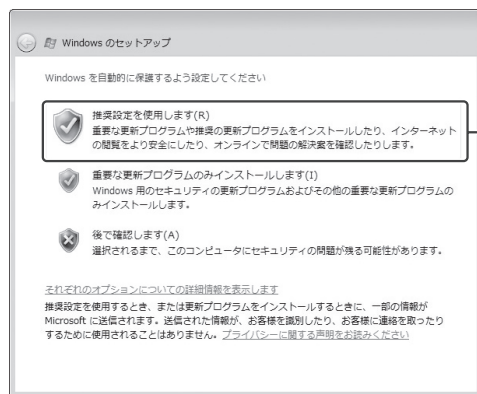 Windows のセットアップ
Windows を自動的に保護するよう設定してください
推奨設定を使用します(R)
重要な更新プログラムや推奨の更新プログラムをインストールしたり、インターネット
の閲覧をより安全にしたり、オンラインで問題の解決策を確認したりします。
重要な更新プログラムのみインストールします(I)
Windows 用のセキュリティの更新プログラムおよびその他の重要な更新プログラムの
みインストールします。
後で確認します(A)
選択されるまで、このコンピュータにセキュリティの問題が残る可能性があります。
それぞれのオプションについての詳細情報を表示します
推奨設定を使用するとき、または更新プログラムをインストールするときに、一部の情報が
Microsoft に送信されます。送信された情報が、お客様を識別したり、お客様に連絡を取ったり
するために使用されることはありません。プライバシーに関する声明をお読みください